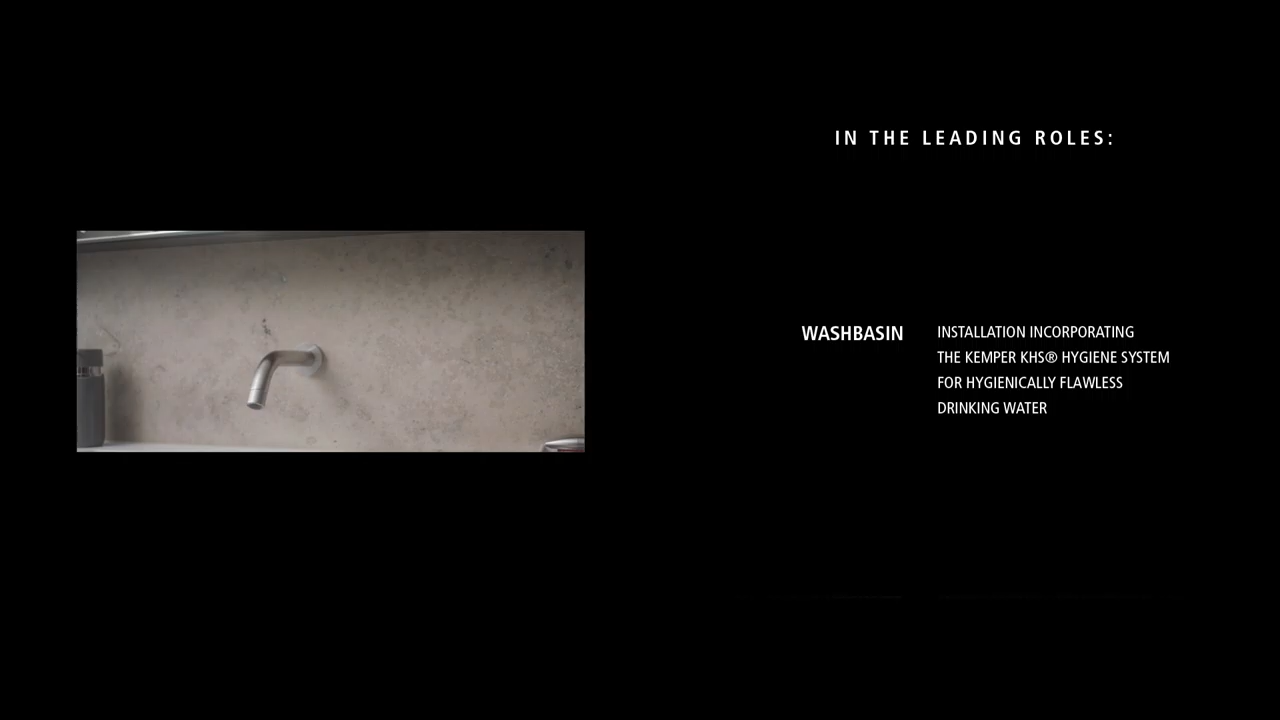 IN THE LEADING ROLES:
WASHBASIN
INSTALLATION INCORPORATING
THE KEMPER KHS® HYGIENE SYSTEM
FOR HYGIENICALLY FLAWLESS
DRINKING WATER